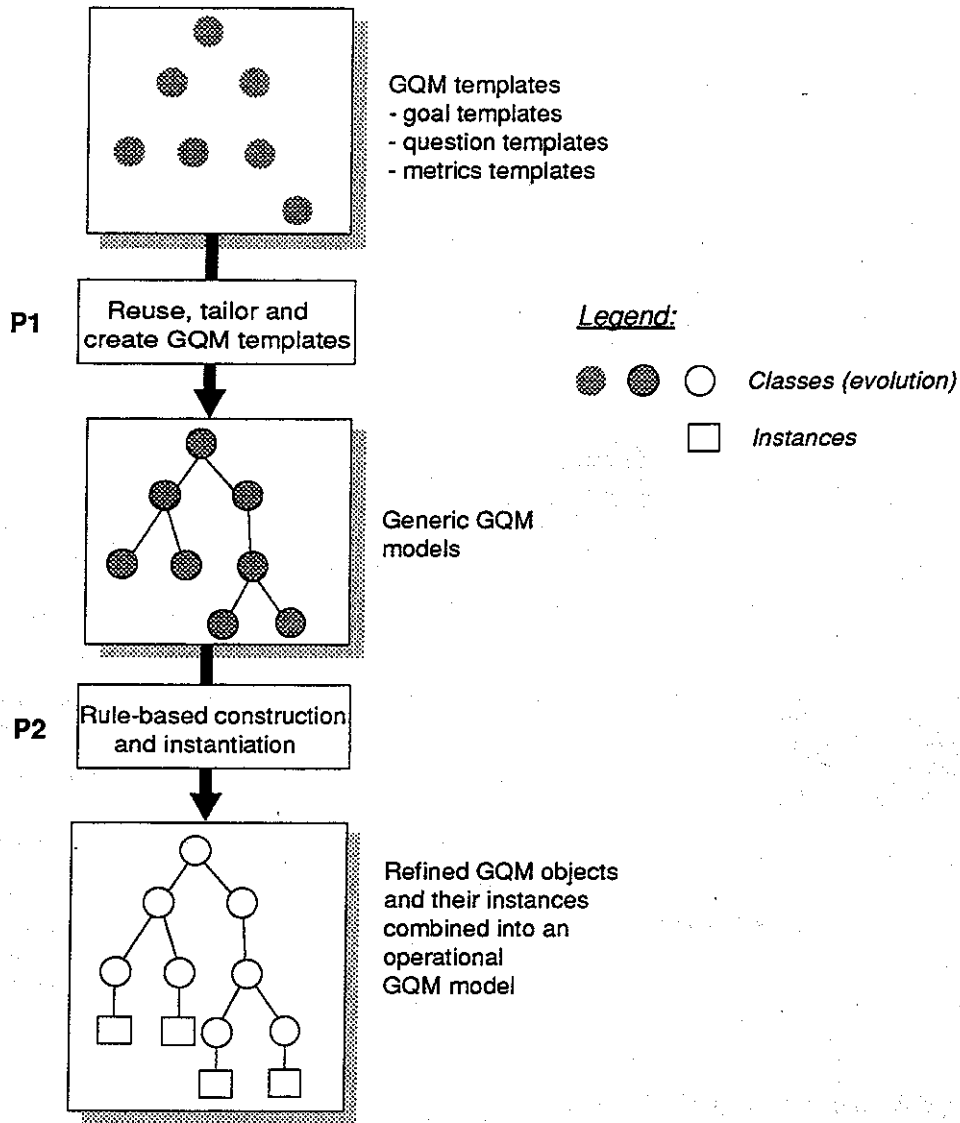 GQM templates
- goal templates
- question templates
- metrics templates
P1
Reuse, tailor and
create GQM templates
Legend:
Classes (evolution)
Instances
Generic GQM
models
P2
Rule-based construction
and instantiation
Refined GQM objects
and their instances
combined into an
operational
GQM model